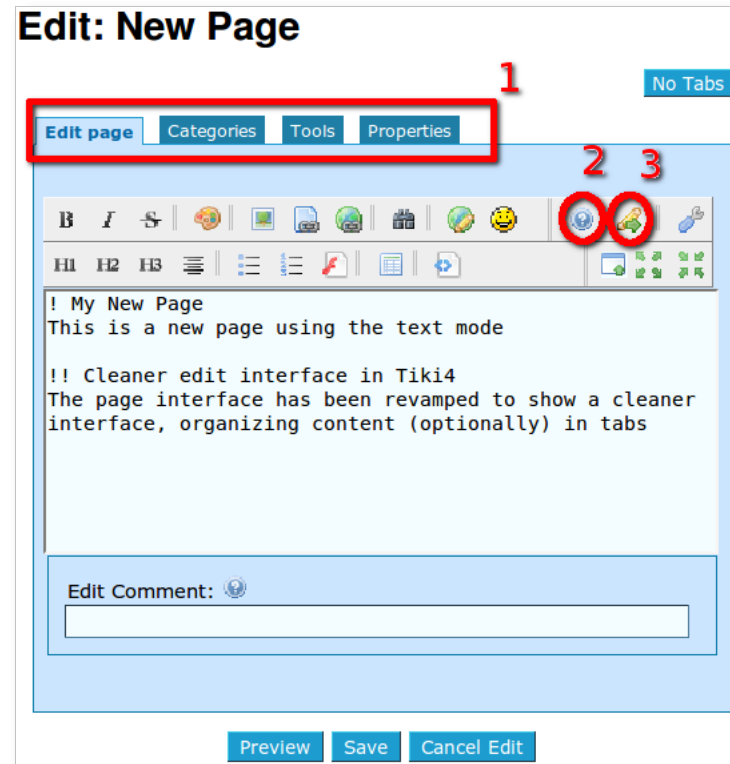 Edit: New Page
1
No Tabs
Edit page Categories Tools Properties
2 3
B I S
H1 H2 H3
! My New Page
This is a new page using the text mode

!! Cleaner edit interface in Tiki4
The page interface has been revamped to show a cleaner
interface, organizing content (optionally) in tabs
Edit Comment:
Preview Save Cancel Edit